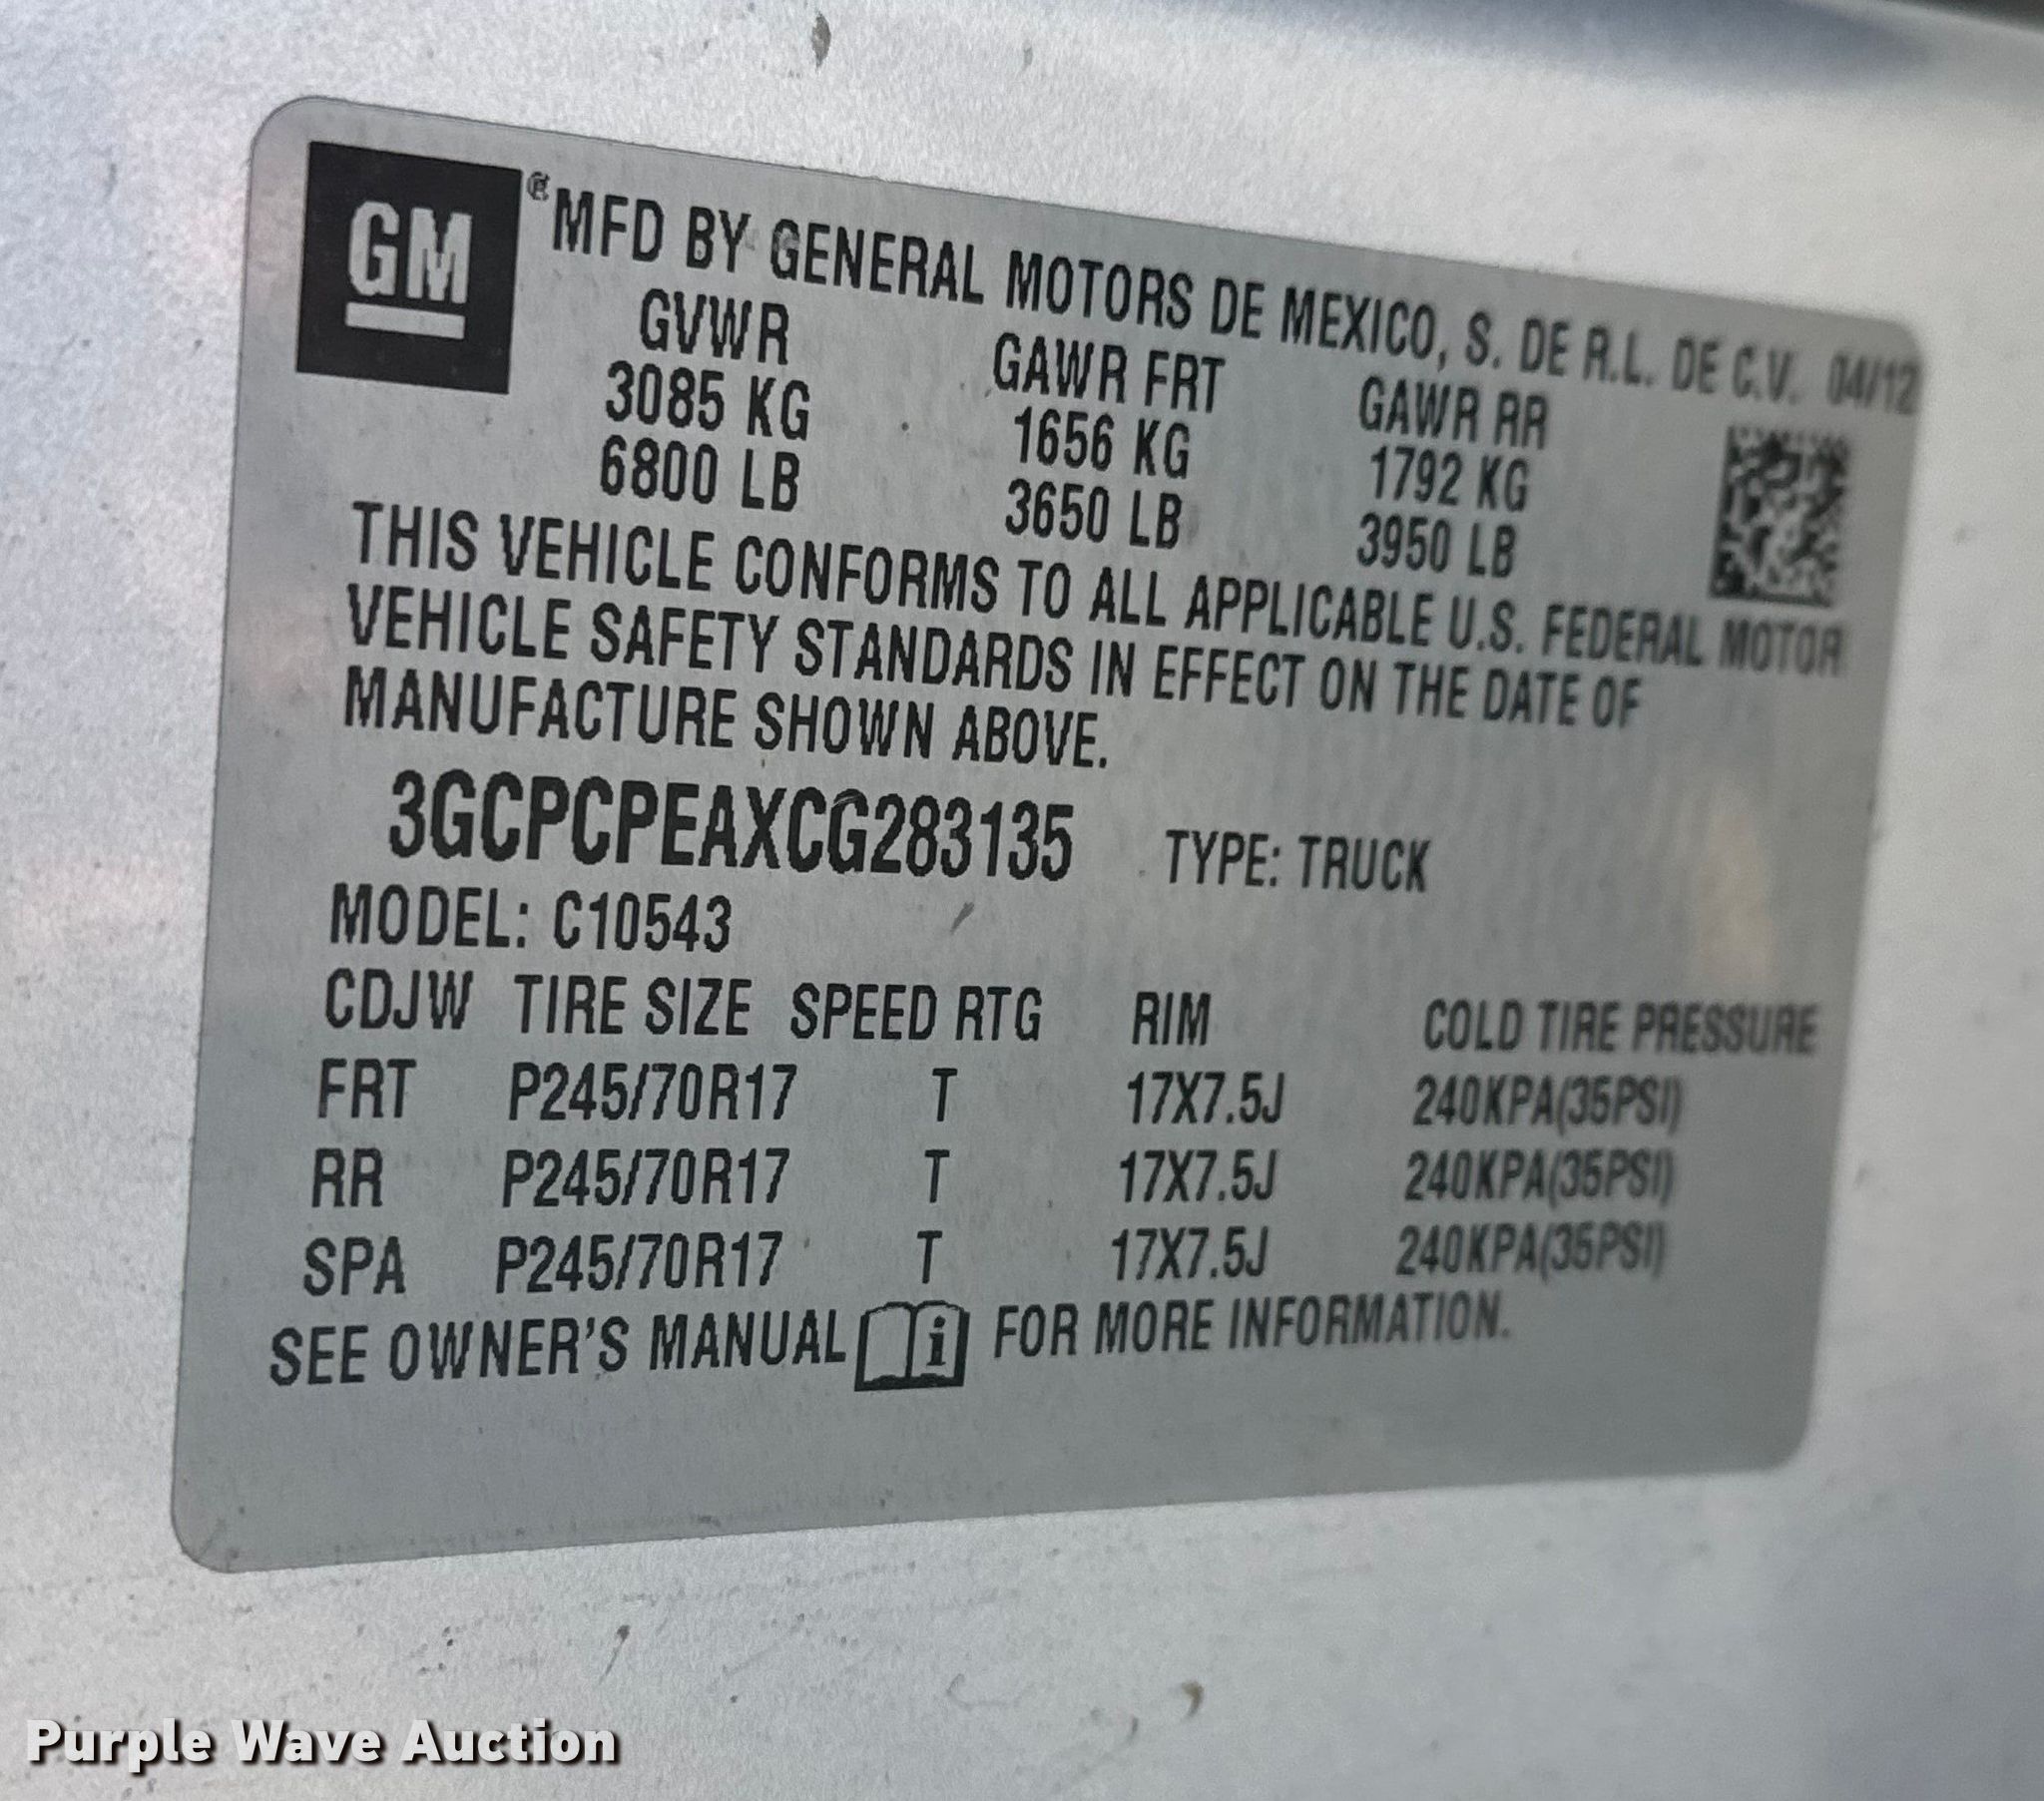 GM
®MFD BY GENERAL MOTORS DE MEXICO, S. DE R.L. DE C.V. 04/12
GVWR GAWR FRT GAWR RR
3085 KG 1656 KG 1792 KG
6800 LB 3650 LB 3950 LB
THIS VEHICLE CONFORMS TO ALL APPLICABLE U.S. FEDERAL MOTOR
VEHICLE SAFETY STANDARDS IN EFFECT ON THE DATE OF
MANUFACTURE SHOWN ABOVE.
3GCPCPEAXCG283135 TYPE: TRUCK
MODEL: C10543
CDJW TIRE SIZE SPEED RTG RIM COLD TIRE PRESSURE
FRT P245/70R17 T 17X7.5J 240KPA(35PSI)
RR P245/70R17 T 17X7.5J 240KPA(35PSI)
SPA P245/70R17 T 17X7.5J 240KPA(35PSI)
SEE OWNER'S MANUAL i FOR MORE INFORMATION.
Purple Wave Auction